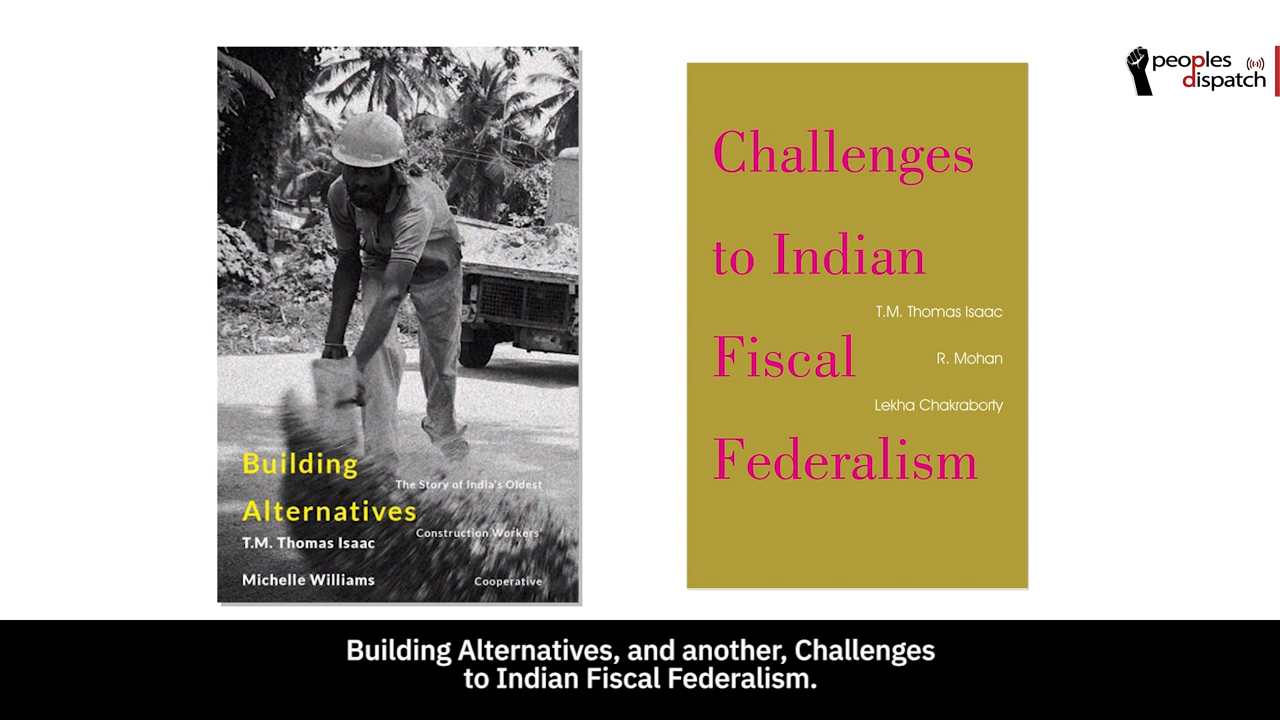 Building
Alternatives
The Story of India's Oldest
Construction Workers'
Cooperative
T.M. Thomas Isaac
Michelle Williams
Challenges
to Indian
Fiscal
Federalism
T.M. Thomas Isaac
R. Mohan
Lekha Chakraborty
peoples
dispatch
Building Alternatives, and another, Challenges
to Indian Fiscal Federalism.